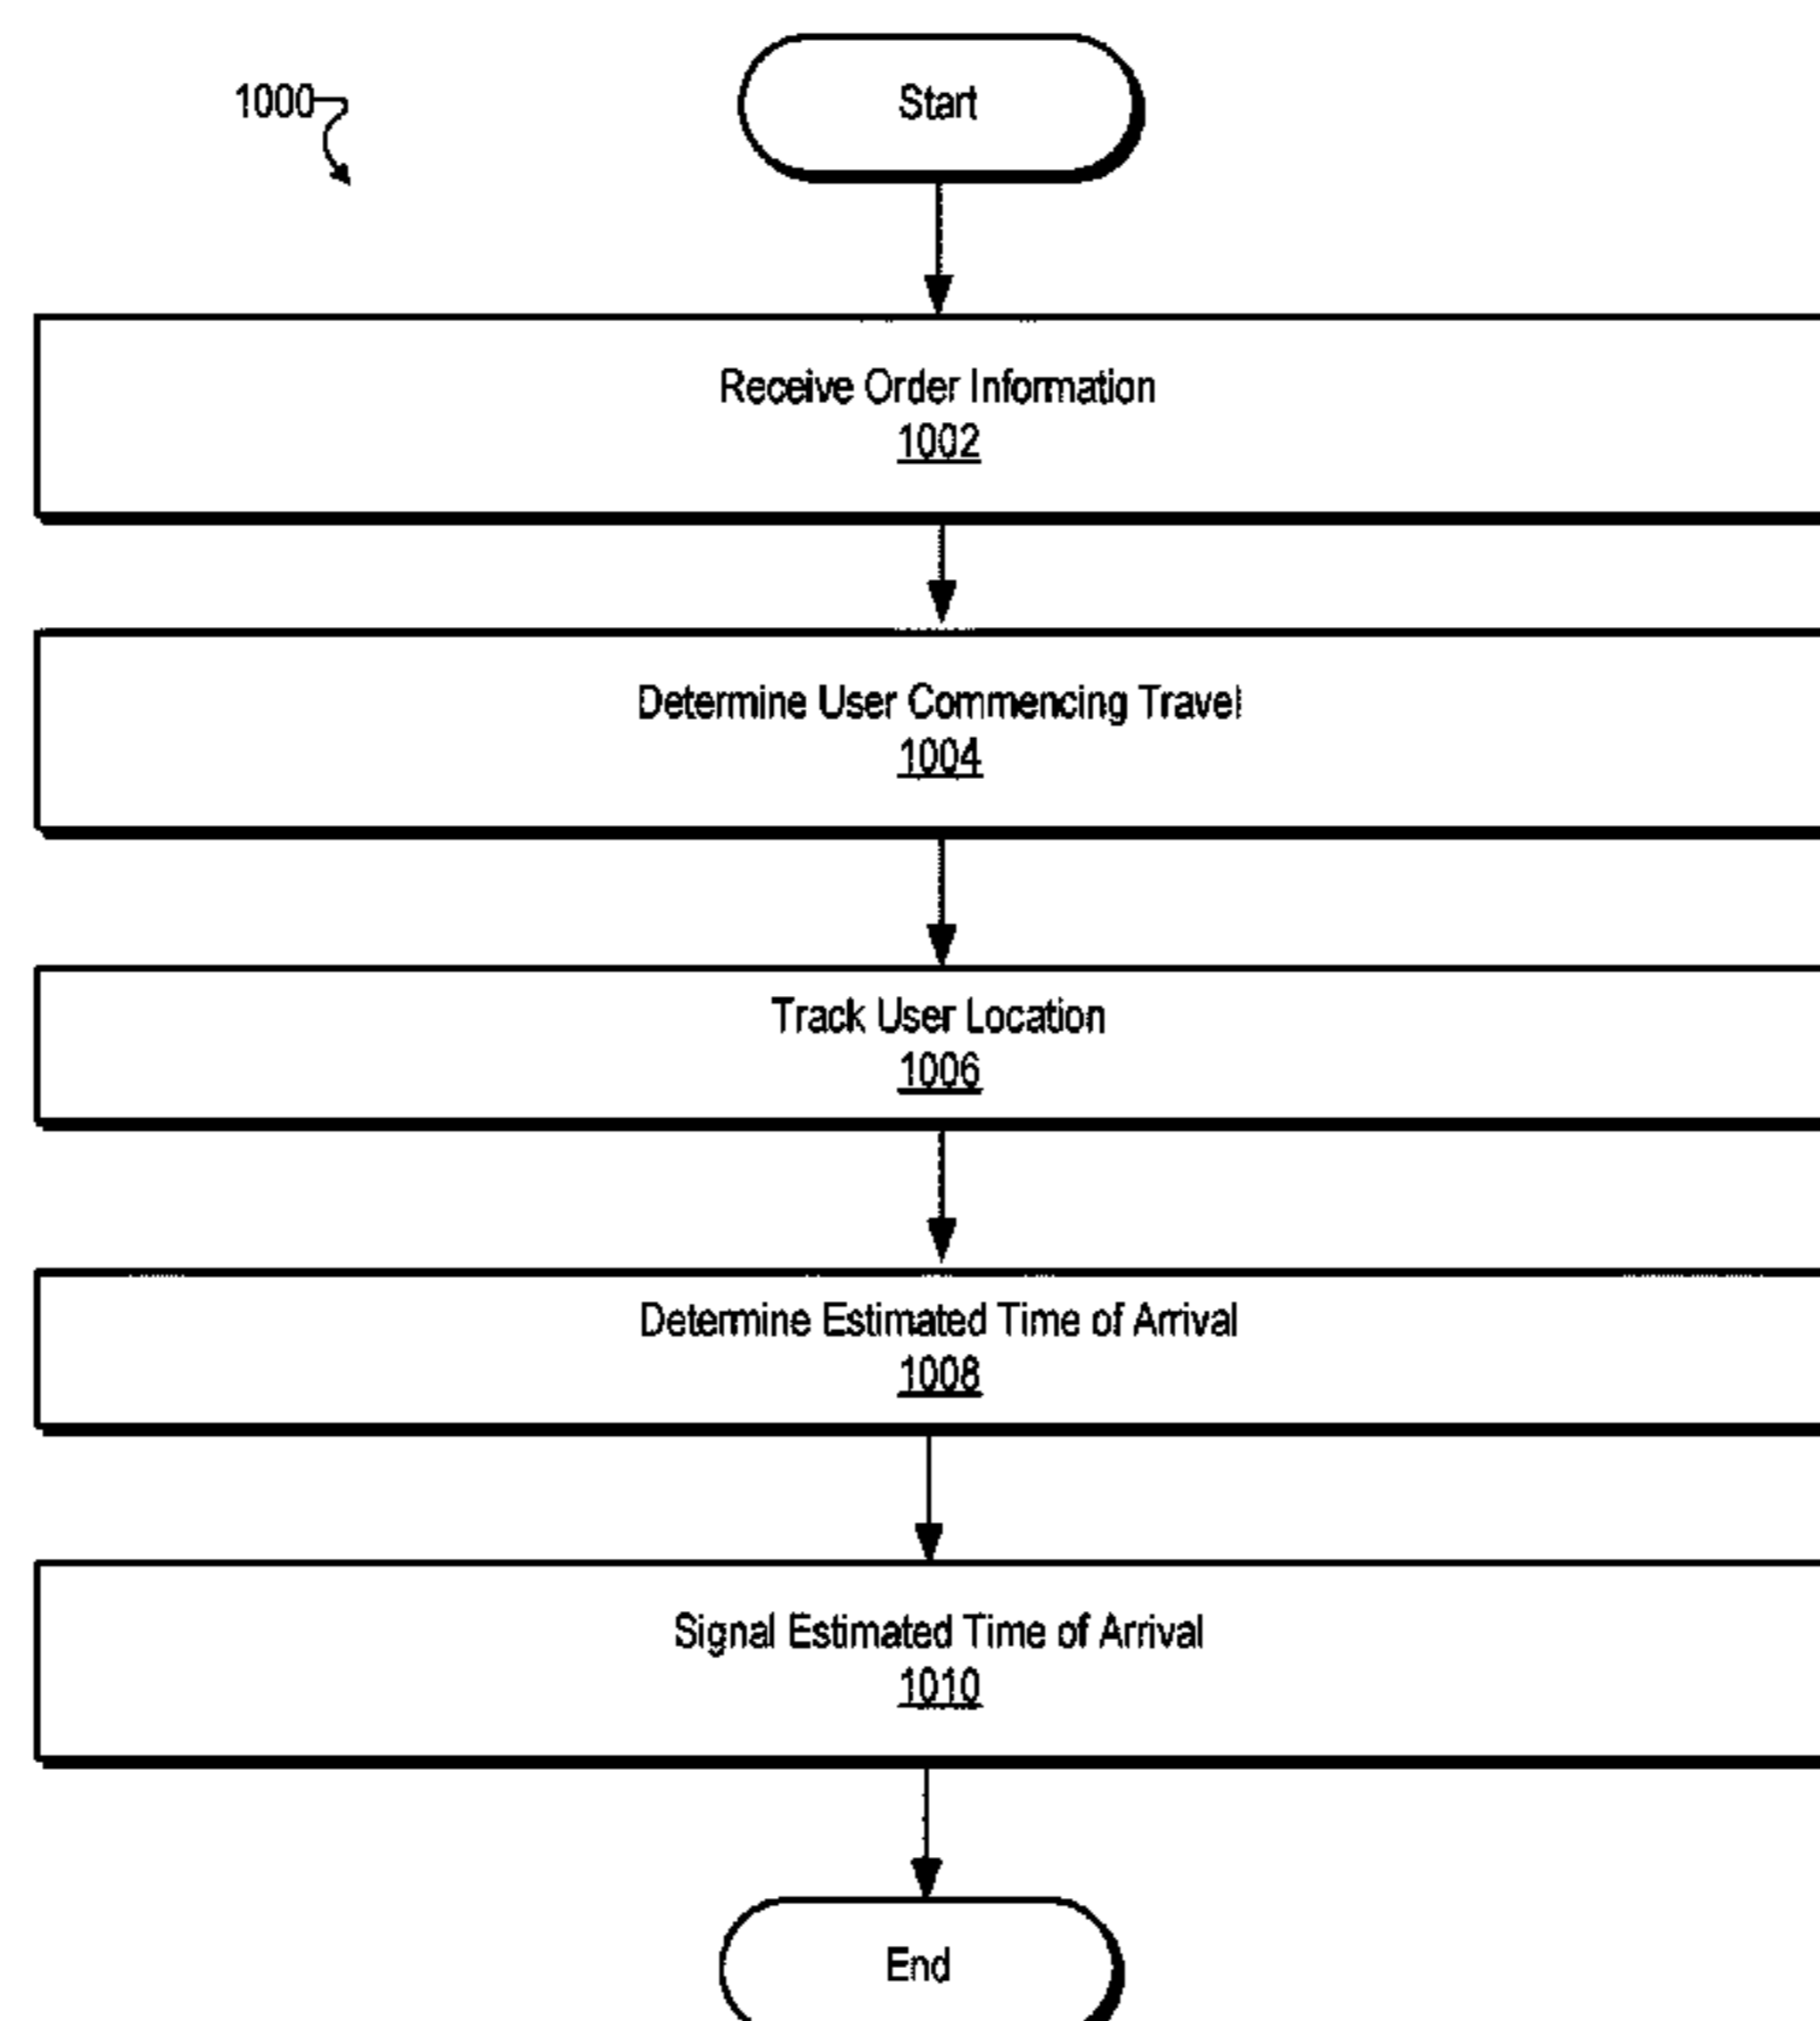 1000
Start
Receive Order Information
1002
Determine User Commencing Travel
1004
Track User Location
1006
Determine Estimated Time of Arrival
1008
Signal Estimated Time of Arrival
1010
End